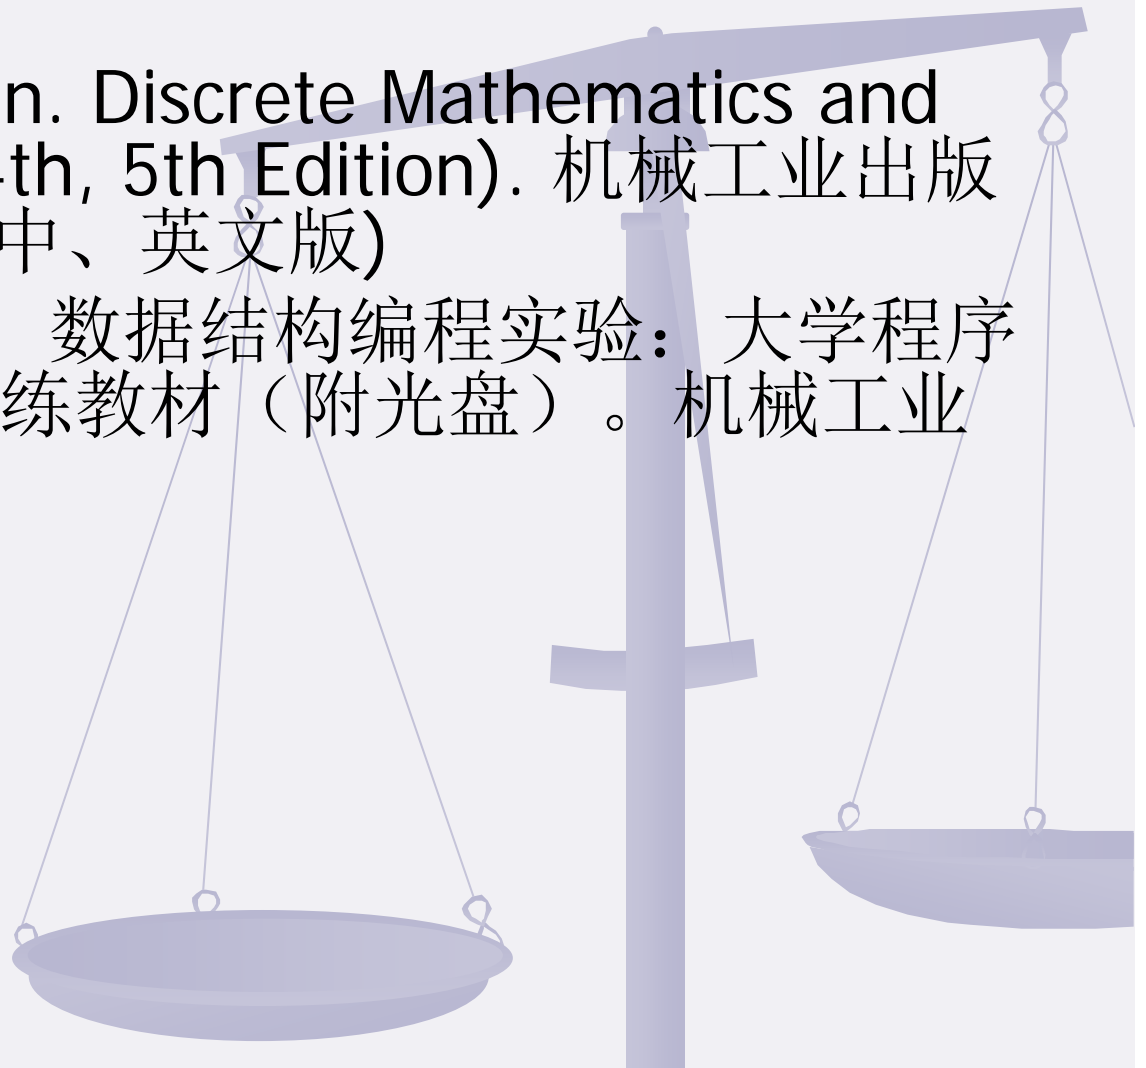 n. Discrete Mathematics and
4th, 5th Edition). 机械工业出版
中、英文版)
数据结构编程实验： 大学程序
练教材（附光盘）。机械工业